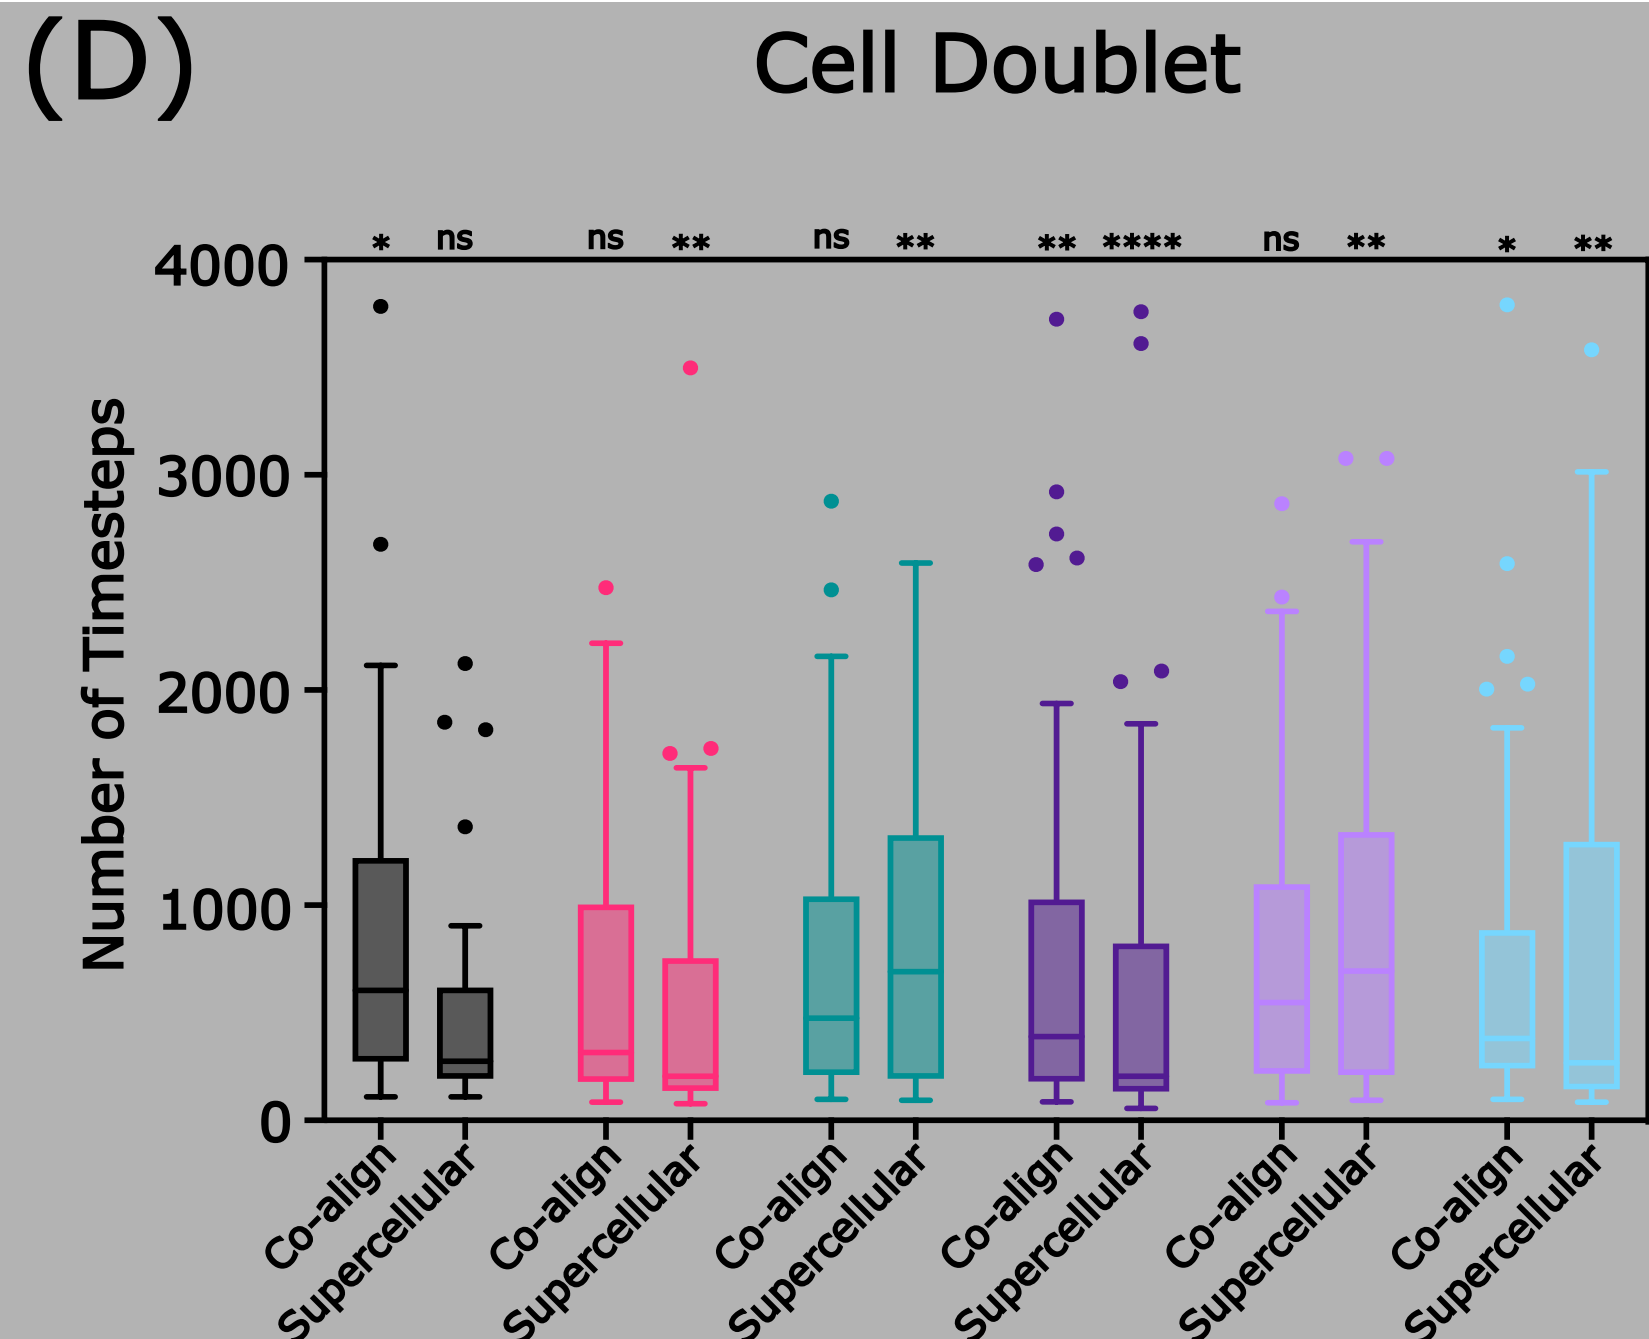 (D)
Cell Doublet
* ns ns ** ns ** ** **** ns ** * **
4000
3000
2000
1000
0
Number of Timesteps
Co-align
Supercellular
Co-align
Supercellular
Co-align
Supercellular
Co-align
Supercellular
Co-align
Supercellular
Co-align
Supercellular